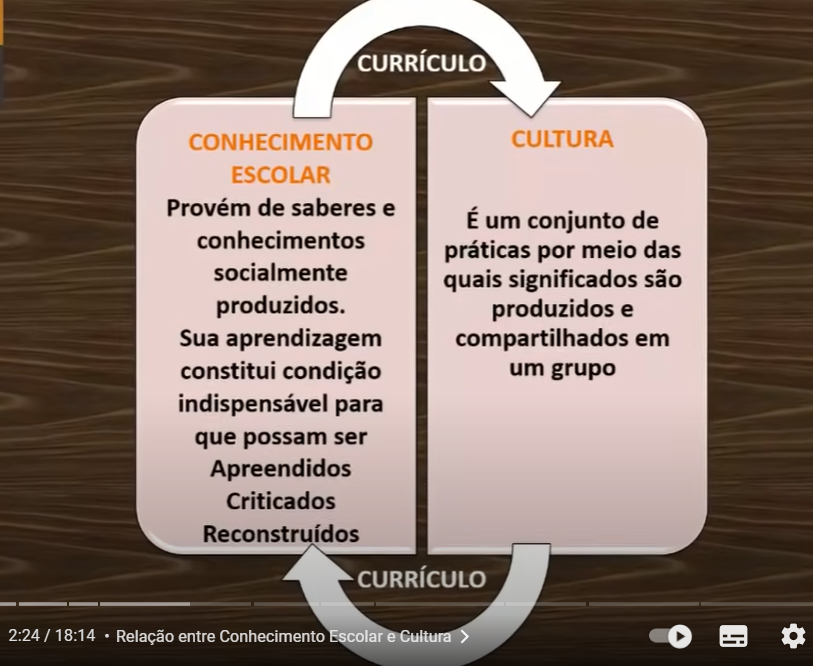 CURRÍCULO
CONHECIMENTO
ESCOLAR
Provém de saberes e
conhecimentos
socialmente
produzidos.
Sua aprendizagem
constitui condição
indispensável para
que possam ser
Apreendidos
Criticados
Reconstruídos
CULTURA
É um conjunto de
práticas por meio das
quais significados são
produzidos e
compartilhados em
um grupo
CURRÍCULO
2:24 / 18:14 • Relação entre Conhecimento Escolar e Cultura